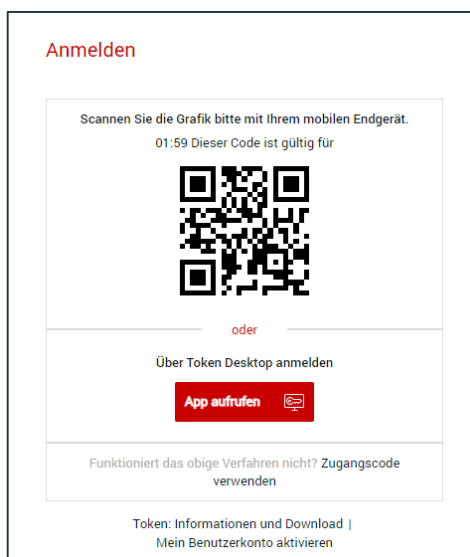 Anmelden
Scannen Sie die Grafik bitte mit Ihrem mobilen Endgerät.
01:59 Dieser Code ist gültig für
oder
Über Token Desktop anmelden
App aufrufen
Funktioniert das obige Verfahren nicht? Zugangscode
verwenden
Token: Informationen und Download |
Mein Benutzerkonto aktivieren